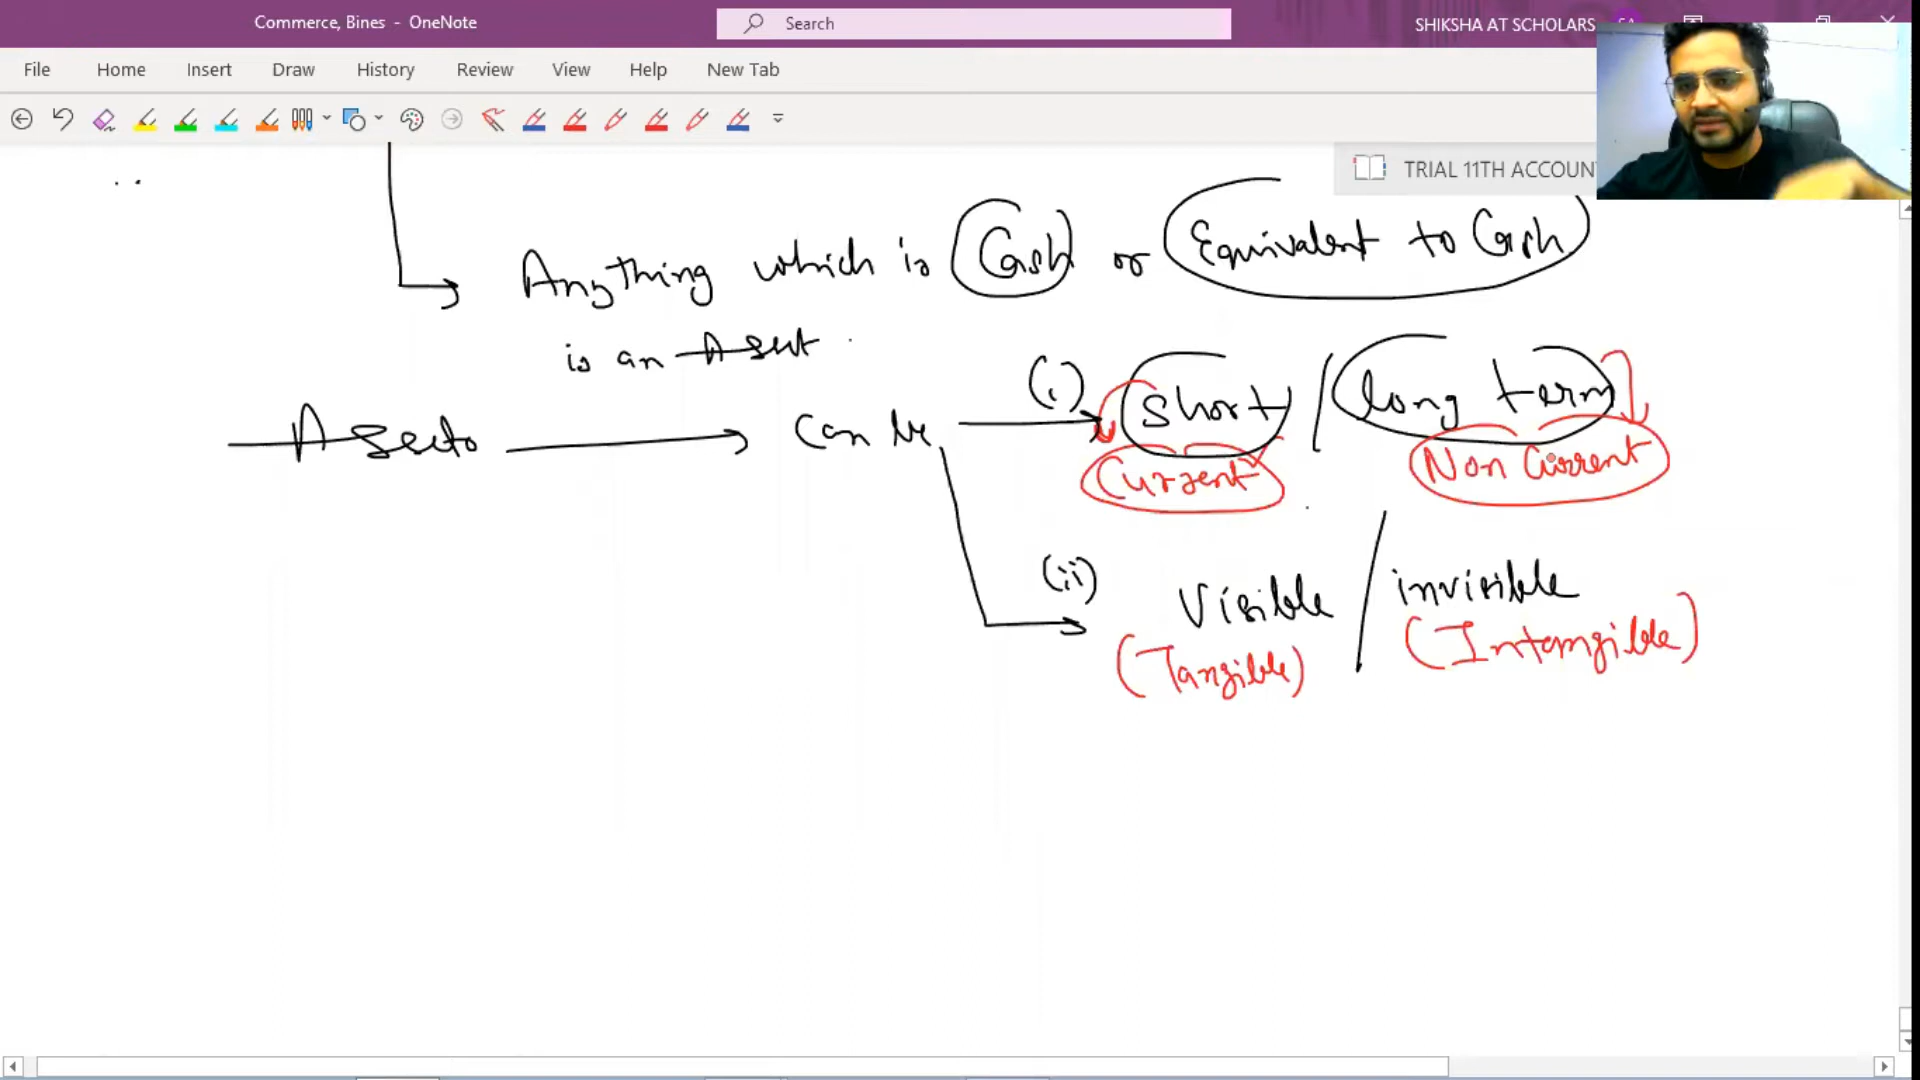 Commerce, Bines - OneNote
Search
SHIKSHA AT SCHOLARS
File Home Insert Draw History Review View Help New Tab
TRIAL 11TH ACCOUN
Anything which is Cash or Equivalent to Cash
is an Asset
(i) Short / long term
Assets can be
Current Non Current
(ii) Visible / invisible
(Tangible) (Intangible)